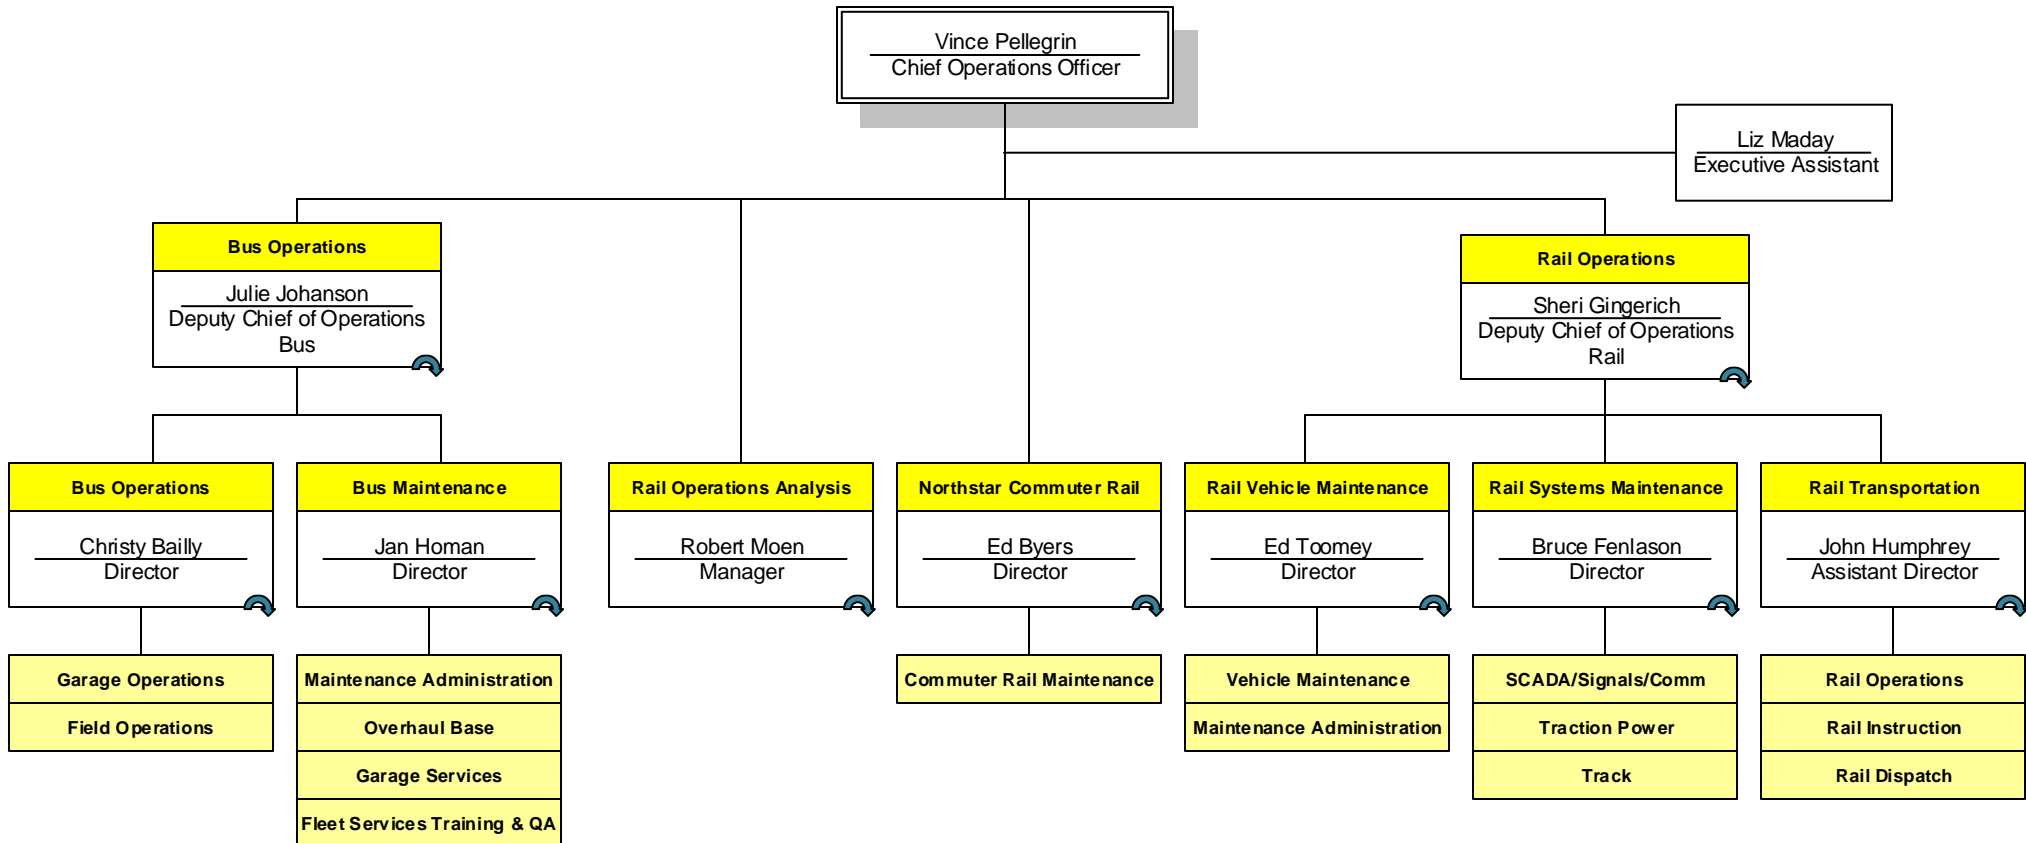 Vince Pellegrin
Chief Operations Officer
Liz Maday
Executive Assistant
Bus Operations
Julie Johanson
Deputy Chief of Operations
Bus
Rail Operations
Sheri Gingerich
Deputy Chief of Operations
Rail
Bus Operations
Christy Bailly
Director
Bus Maintenance
Jan Homan
Director
Rail Operations Analysis
Robert Moen
Manager
Northstar Commuter Rail
Ed Byers
Director
Rail Vehicle Maintenance
Ed Toomey
Director
Rail Systems Maintenance
Bruce Fenlason
Director
Rail Transportation
John Humphrey
Assistant Director
Garage Operations
Field Operations
Maintenance Administration
Overhaul Base
Garage Services
Fleet Services Training & QA
Commuter Rail Maintenance
Vehicle Maintenance
Maintenance Administration
SCADA/Signals/Comm
Traction Power
Track
Rail Operations
Rail Instruction
Rail Dispatch